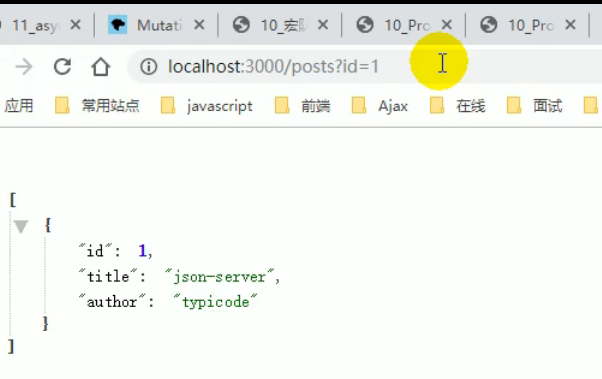 11_asy
Mutati
10_宏
10_Pro
10_Pro
localhost:3000/posts?id=1
应用 常用站点 javascript 前端 Ajax 在线 面试
[
{
"id": 1,
"title": "json-server",
"author": "typicode"
}
]